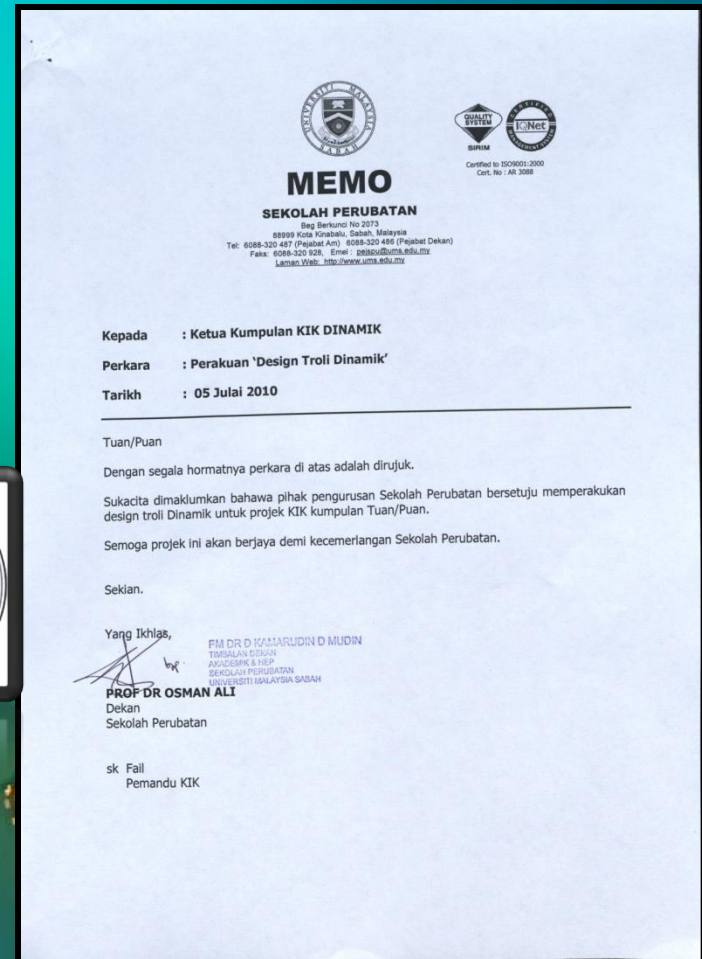 UNIVERSITI MALAYSIA
SABAH
QUALITY
SYSTEM
SIRIM
CERTIFIED
IQNet
MANAGEMENT SYSTEM
Certified to ISO9001:2000
Cert. No : AR 3088
MEMO
SEKOLAH PERUBATAN
Beg Berkunci No 2073
88999 Kota Kinabalu, Sabah, Malaysia
Tel: 6088-320 487 (Pejabat Am) 6088-320 486 (Pejabat Dekan)
Faks: 6088-320 928, Emel : pejspu@ums.edu.my
Laman Web: http://www.ums.edu.my
Kepada : Ketua Kumpulan KIK DINAMIK
Perkara : Perakuan ‘Design Troli Dinamik’
Tarikh : 05 Julai 2010
Tuan/Puan
Dengan segala hormatnya perkara di atas adalah dirujuk.
Sukacita dimaklumkan bahawa pihak pengurusan Sekolah Perubatan bersetuju memperakukan
design troli Dinamik untuk projek KIK kumpulan Tuan/Puan.
Semoga projek ini akan berjaya demi kecemerlangan Sekolah Perubatan.
Sekian.
Yang Ikhlas,
PM DR D KAMARUDIN D MUDIN
TIMBALAN DEKAN
AKADEMIK & HEP
SEKOLAH PERUBATAN
UNIVERSITI MALAYSIA SABAH
PROF DR OSMAN ALI
Dekan
Sekolah Perubatan
sk Fail
Pemandu KIK